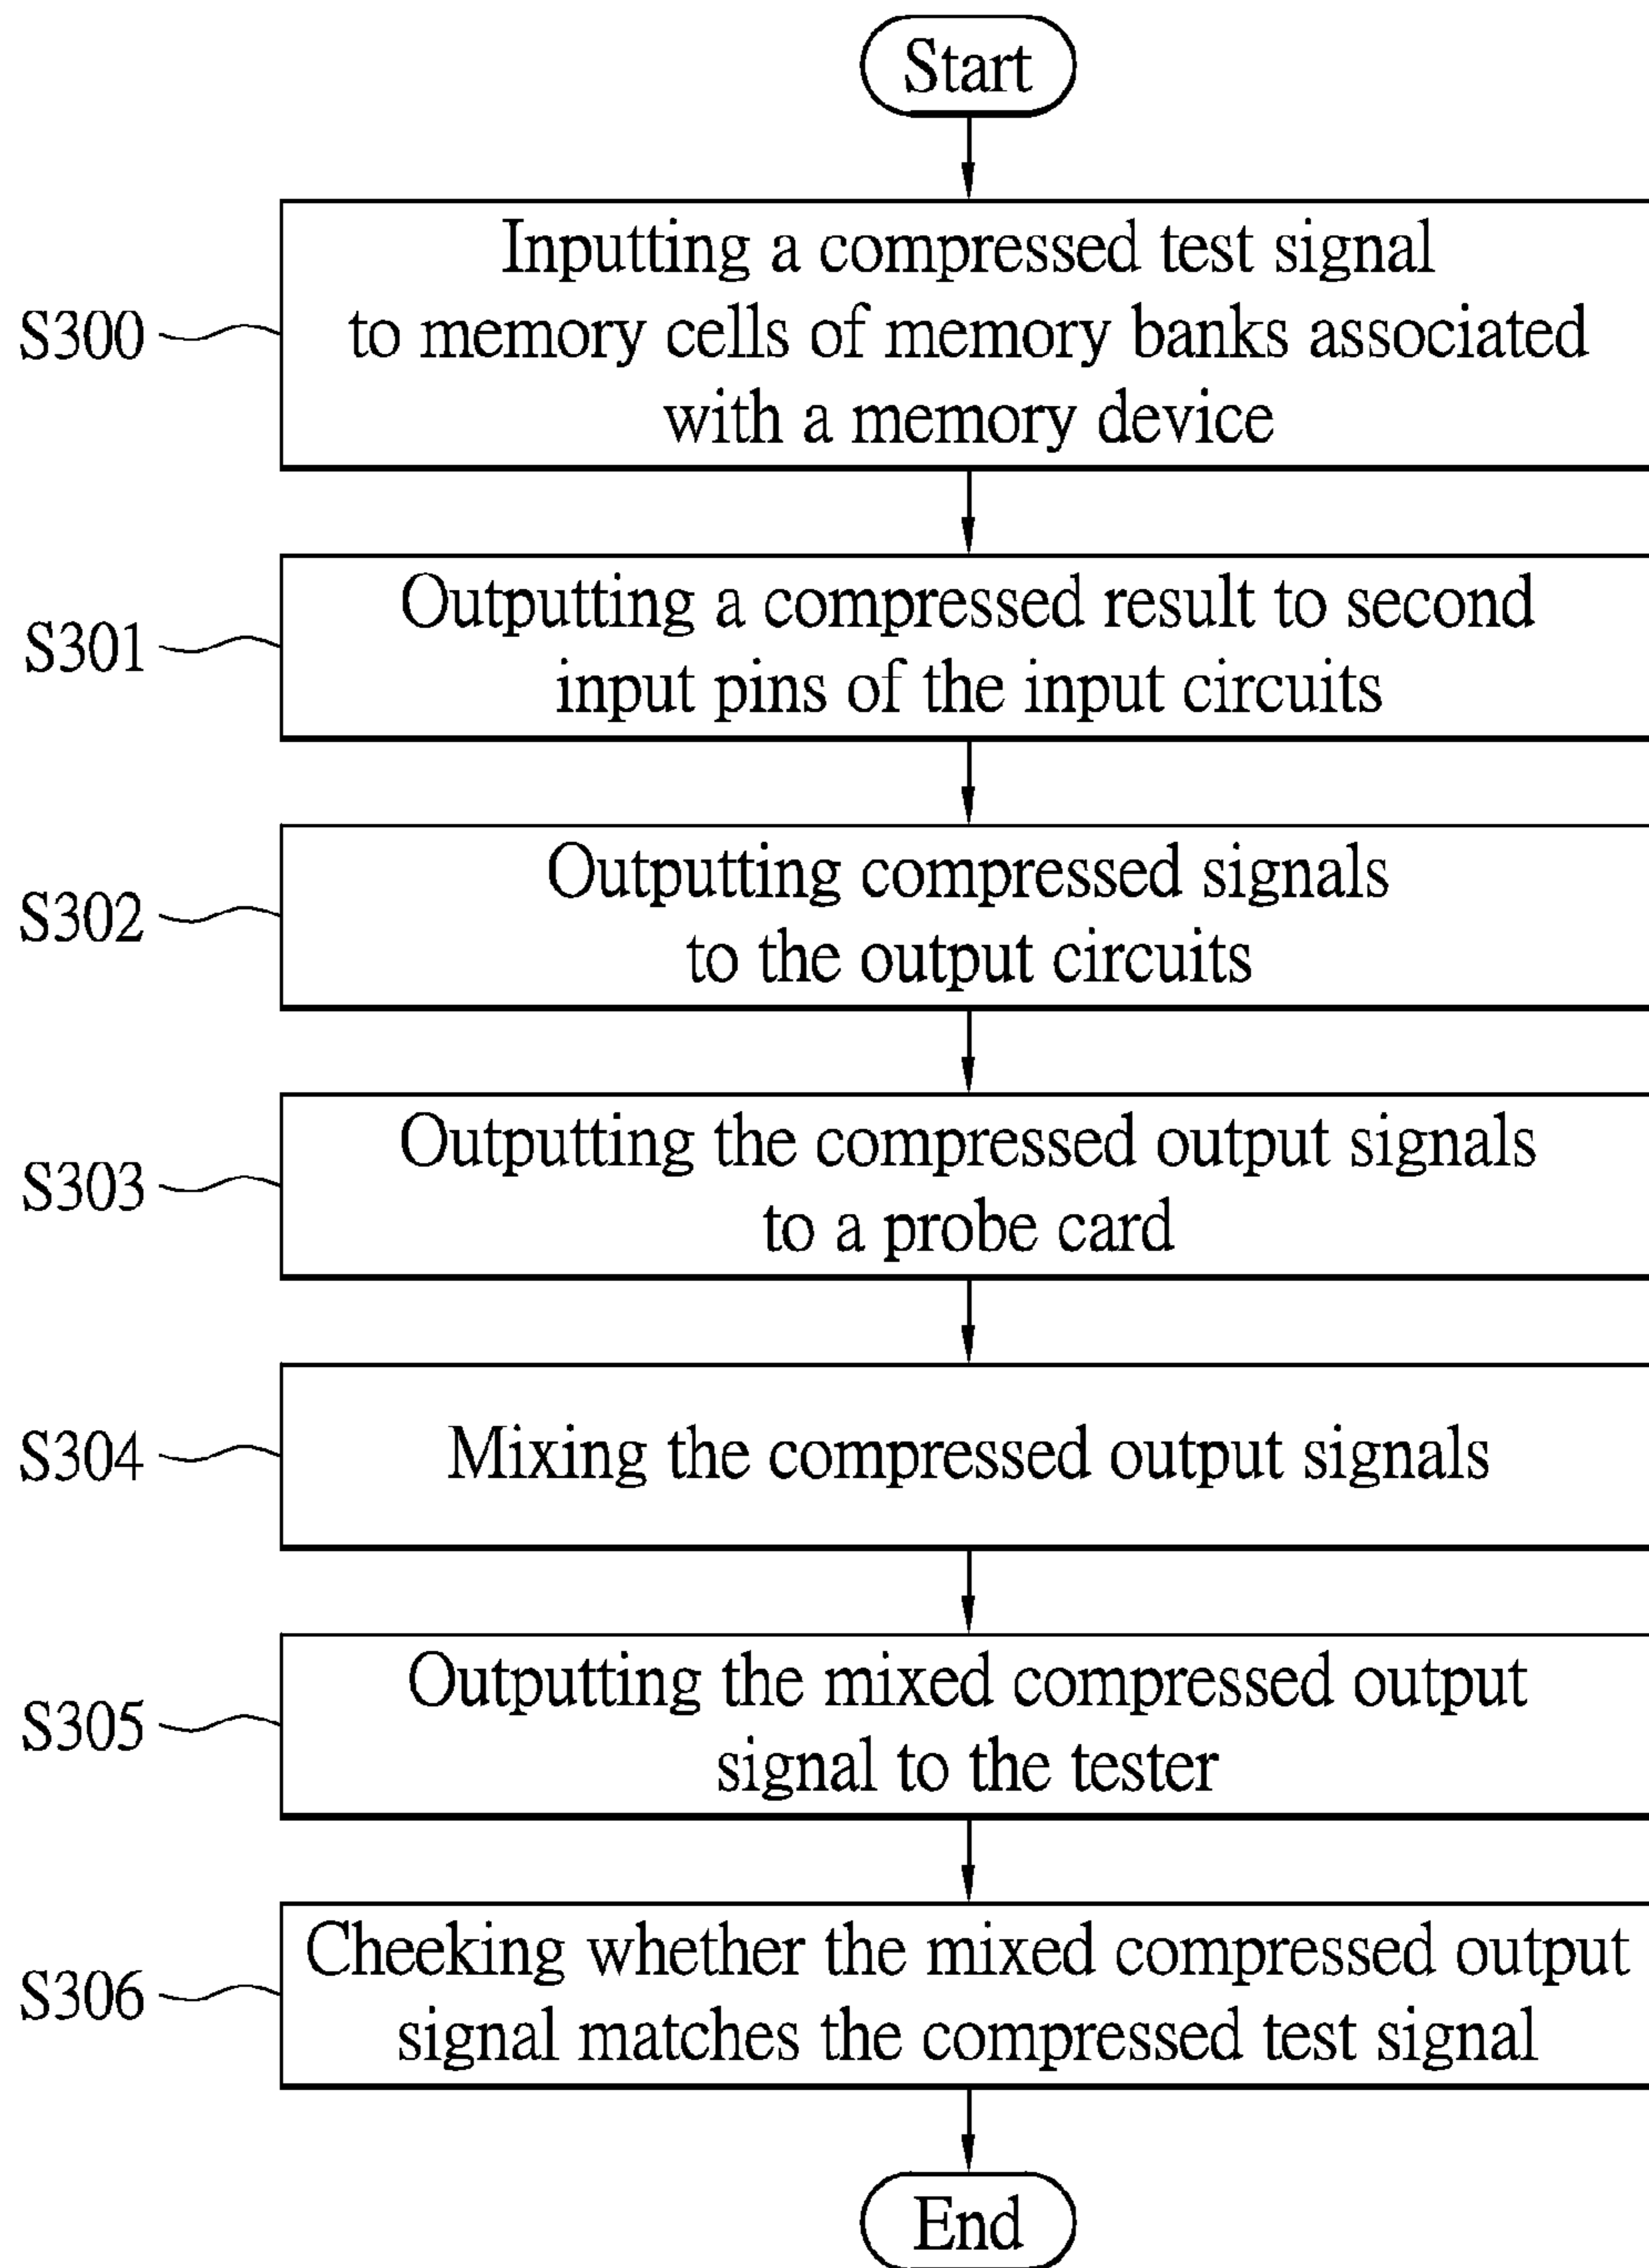 Start
S300
Inputting a compressed test signal
to memory cells of memory banks associated
with a memory device
S301
Outputting a compressed result to second
input pins of the input circuits
S302
Outputting compressed signals
to the output circuits
S303
Outputting the compressed output signals
to a probe card
S304
Mixing the compressed output signals
S305
Outputting the mixed compressed output
signal to the tester
S306
Cheeking whether the mixed compressed output
signal matches the compressed test signal
End